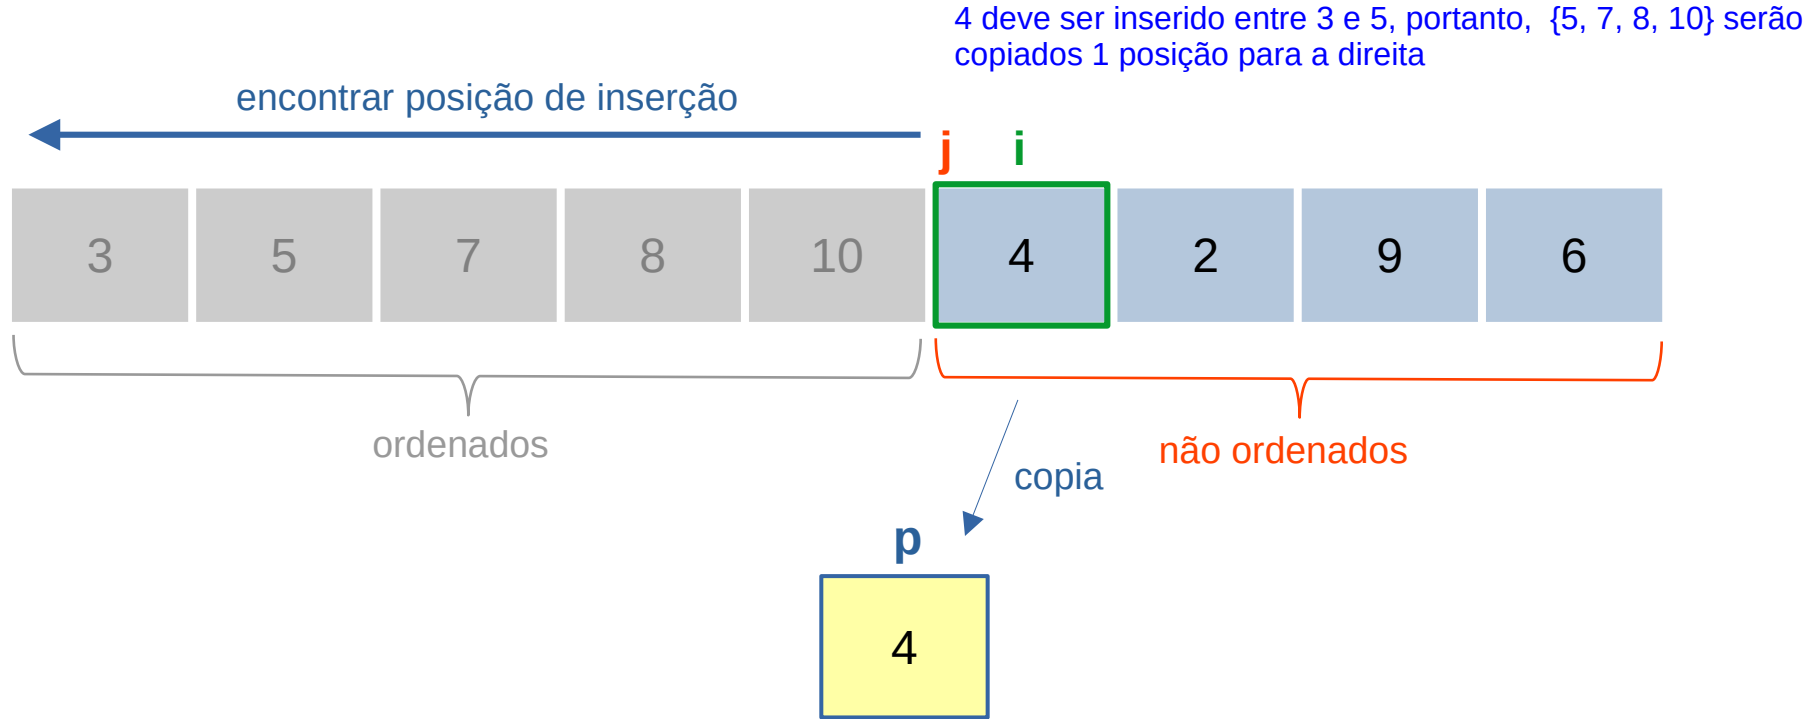 4 deve ser inserido entre 3 e 5, portanto,  {5, 7, 8, 10} serão
copiados 1 posição para a direita
encontrar posição de inserção
j i
3 5 7 8 10 4 2 9 6
ordenados
não ordenados
copia
p
4